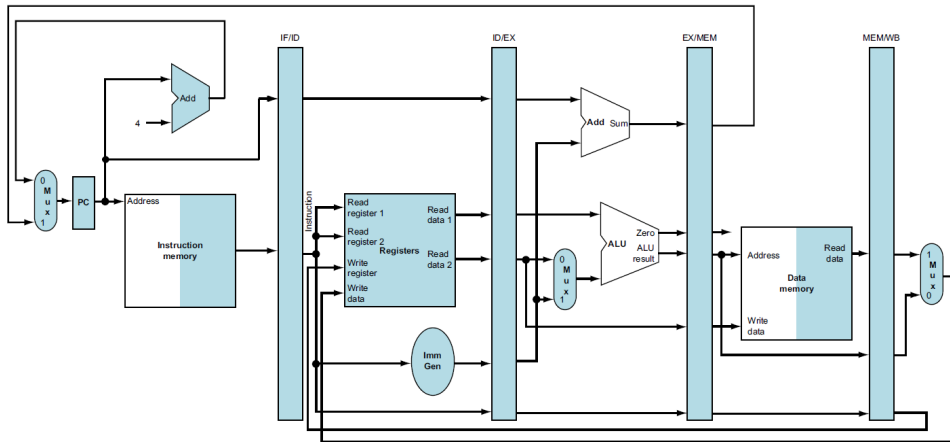 IF/ID
ID/EX
EX/MEM
MEM/WB
Add
4
Add Sum
0
M
u
x
1
PC
Address
Instruction
memory
Instruction
Read
register 1
Read
register 2
Write
register
Write
data
Registers
Read
data 1
Read
data 2
Imm
Gen
0
M
u
x
1
ALU
Zero
ALU
result
Address
Write
data
Read
data
Data
memory
1
M
u
x
0